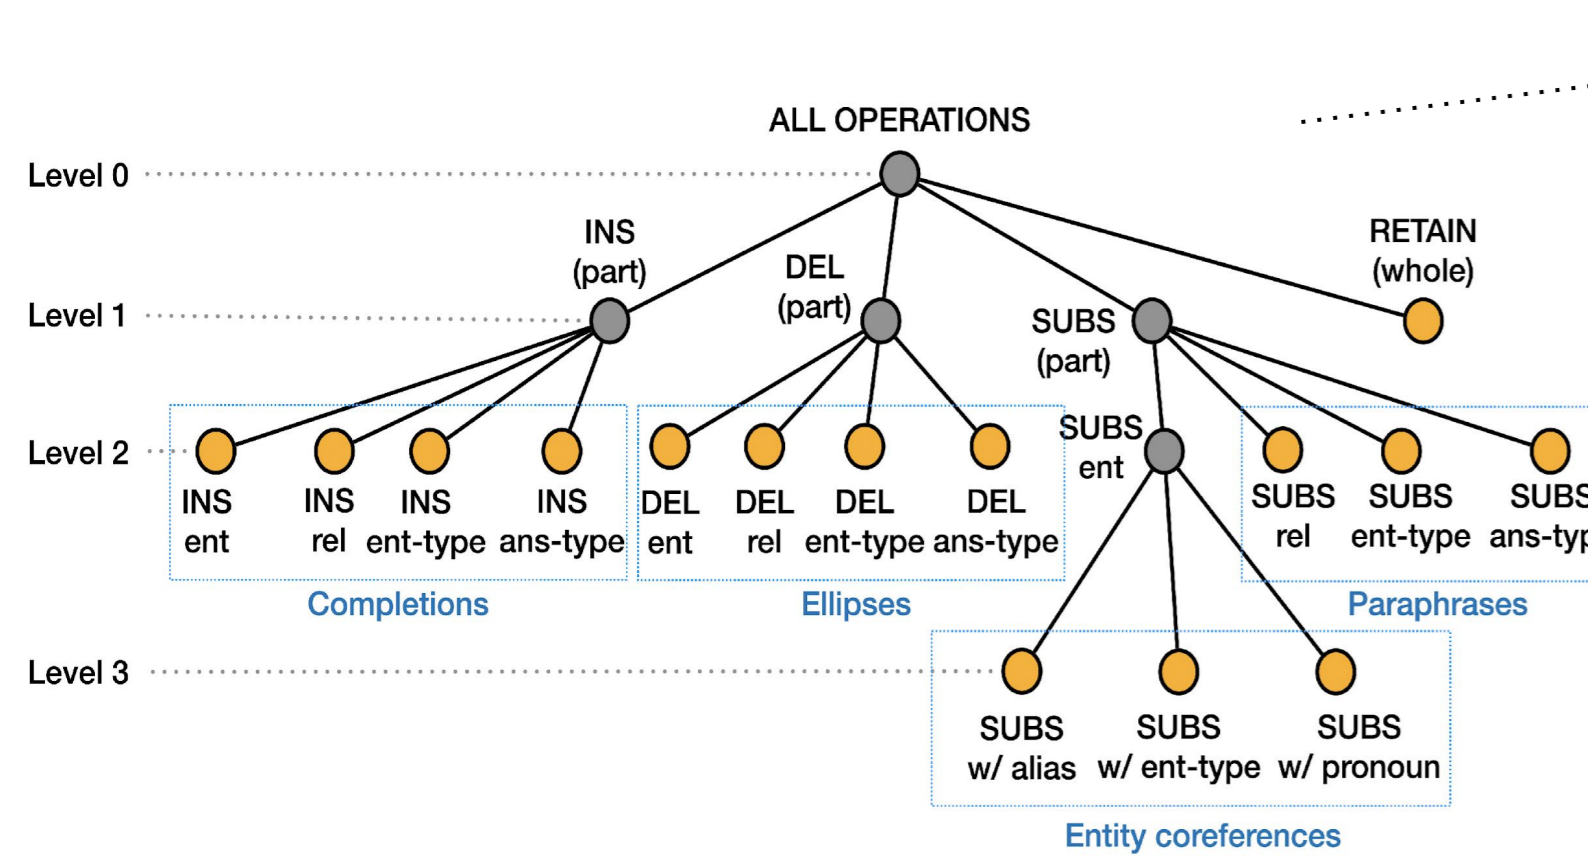 ALL OPERATIONS
Level 0
INS
(part)
DEL
(part)
RETAIN
(whole)
Level 1
SUBS
(part)
SUBS
ent
Level 2
INS
ent
INS
rel
INS
ent-type
INS
ans-type
DEL
ent
DEL
rel
DEL
ent-type
DEL
ans-type
SUBS
rel
SUBS
ent-type
SUBS
ans-typ
Completions
Ellipses
Paraphrases
Level 3
SUBS
w/ alias
SUBS
w/ ent-type
SUBS
w/ pronoun
Entity coreferences